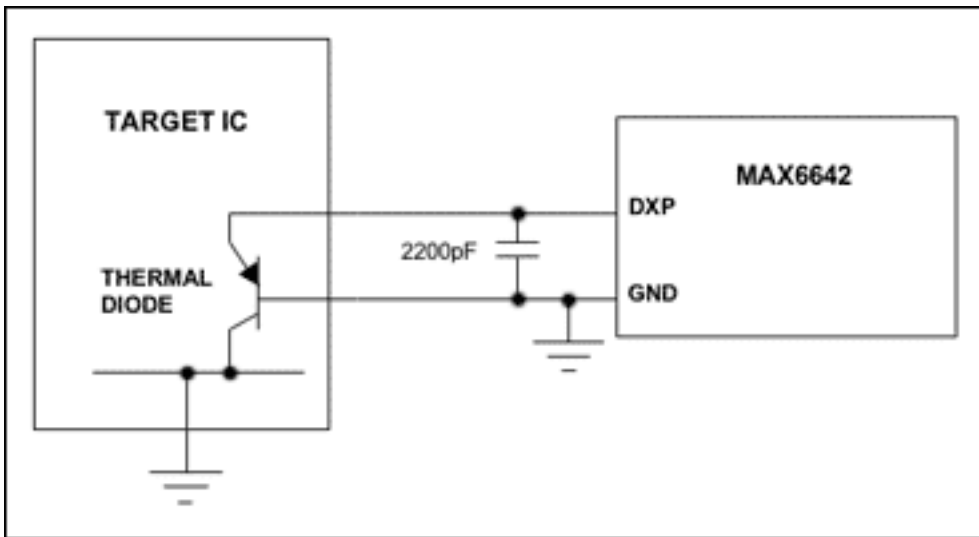 TARGET IC
MAX6642
DXP
2200pF
THERMAL
DIODE
GND